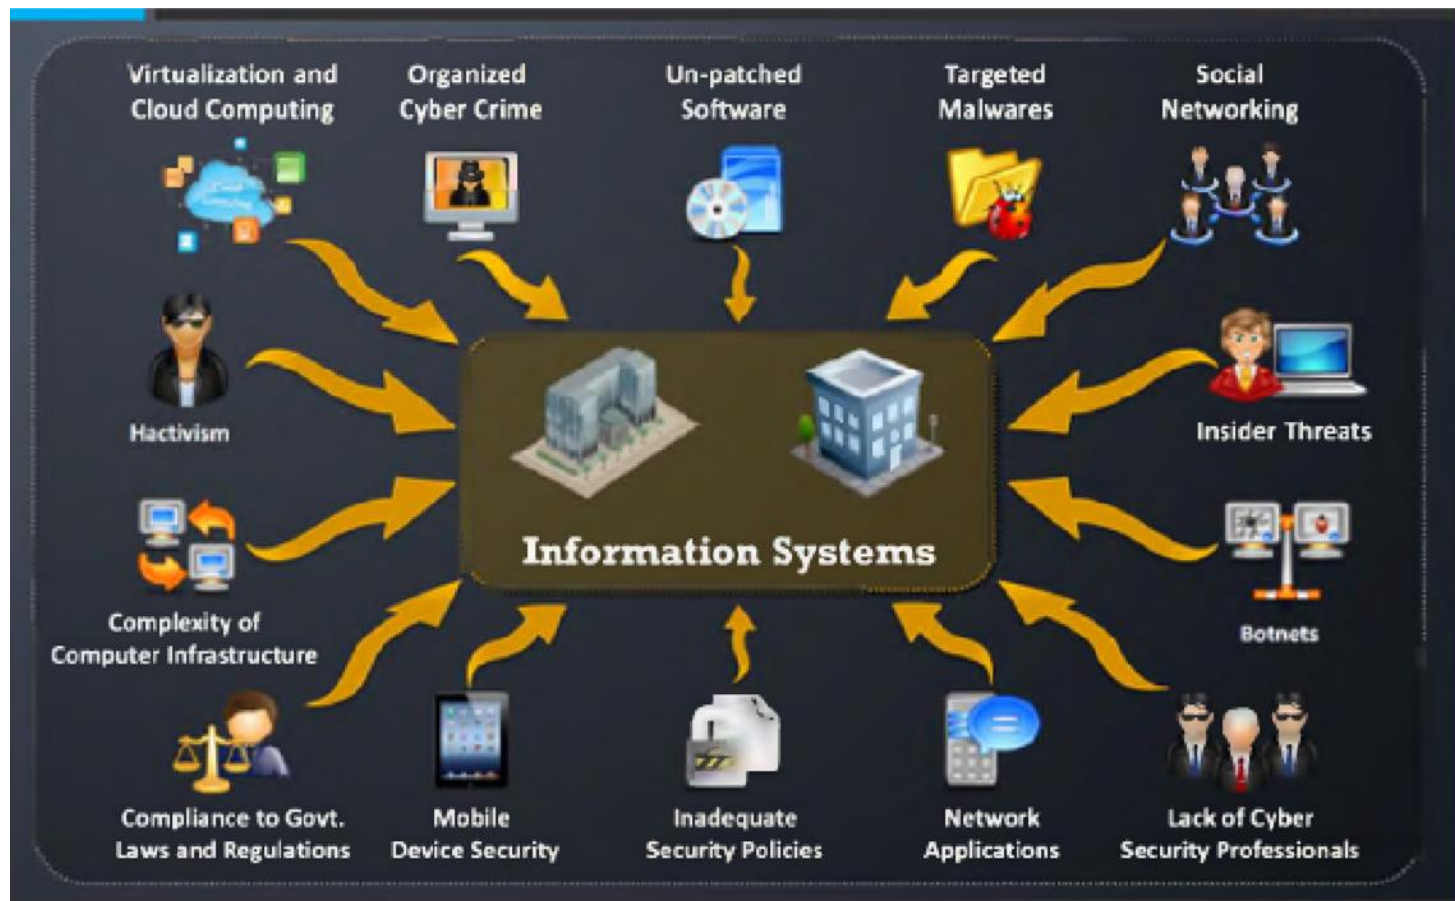 Virtualization and
Cloud Computing
Organized
Cyber Crime
Un-patched
Software
Targeted
Malwares
Social
Networking
Hactivism
Insider Threats
Information Systems
Complexity of
Computer Infrastructure
Botnets
Compliance to Govt.
Laws and Regulations
Mobile
Device Security
Inadequate
Security Policies
Network
Applications
Lack of Cyber
Security Professionals